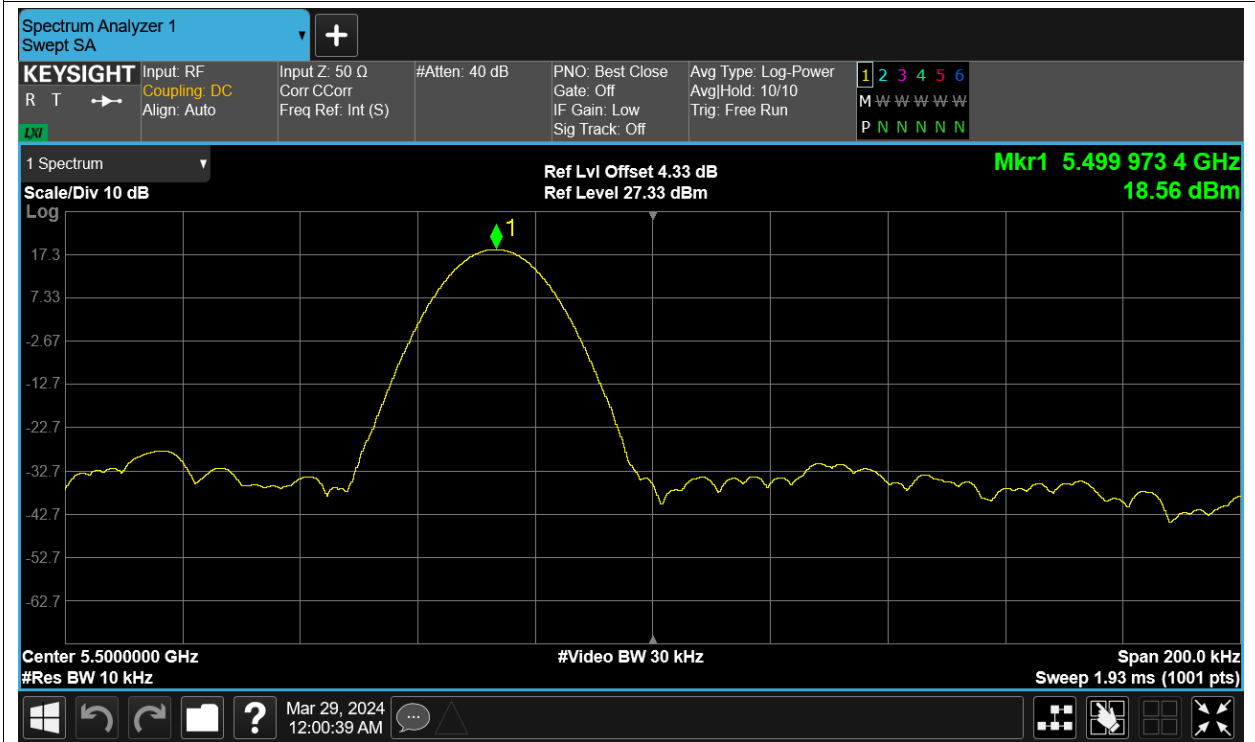 Spectrum Analyzer 1
Swept SA
+
KEYSIGHT
R T
LXI
Input: RF
Coupling: DC
Align: Auto
Input Z: 50 Ω
Corr CCorr
Freq Ref: Int (S)
#Atten: 40 dB
PNO: Best Close
Gate: Off
IF Gain: Low
Sig Track: Off
Avg Type: Log-Power
Avg|Hold: 10/10
Trig: Free Run
1 2 3 4 5 6
M W W W W W
P N N N N N
1 Spectrum
Scale/Div 10 dB
Log
Ref Lvl Offset 4.33 dB
Ref Level 27.33 dBm
Mkr1 5.499 973 4 GHz
18.56 dBm
1
17.3
7.33
-2.67
-12.7
-22.7
-32.7
-42.7
-52.7
-62.7
Center 5.5000000 GHz
#Res BW 10 kHz
#Video BW 30 kHz
Span 200.0 kHz
Sweep 1.93 ms (1001 pts)
?
Mar 29, 2024
12:00:39 AM